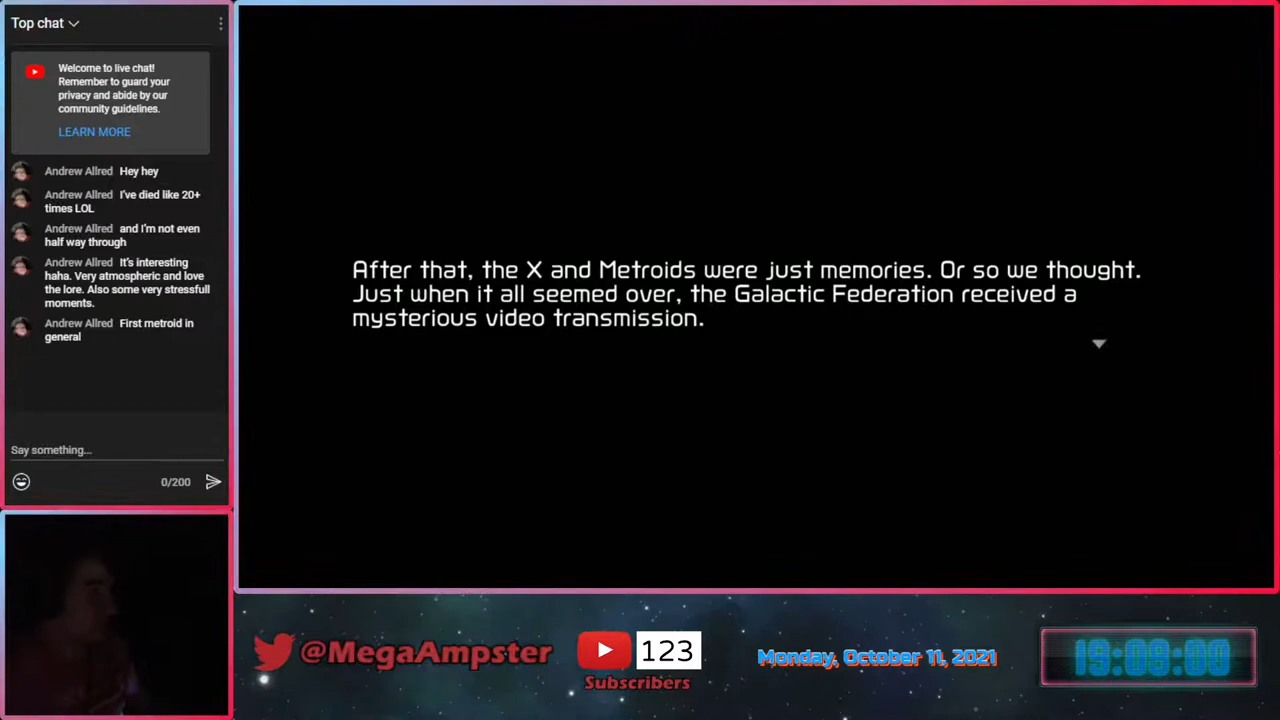 Top chat
Welcome to live chat!
Remember to guard your
privacy and abide by our
community guidelines.
LEARN MORE
Andrew Allred Hey hey
Andrew Allred I've died like 20+
times LOL
Andrew Allred and I'm not even
half way through
Andrew Allred It's interesting
haha. Very atmospheric and love
the lore. Also some very stressfull
moments.
Andrew Allred First metroid in
general
Say something...
0/200
After that, the X and Metroids were just memories. Or so we thought.
Just when it all seemed over, the Galactic Federation received a
mysterious video transmission.
@MegaAmpster
123
Subscribers
Monday, October 11, 2021
19:09:00